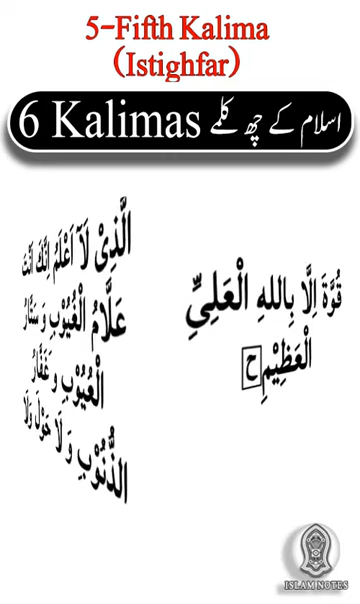 5-Fifth Kalima
(Istighfar)
6 Kalimas اسلام کے چھ کلمے
الَّذِیْ لَآ اَعْلَمُ اِنَّكَ اَنْتَ
عَلَّامُ الْغُیُوْبِ وَ سَتَّارُ
الْعُیُوْبِ وَ غَفَّارُ
الذُّنُوْبِ وَ لَا حَوْلَ وَلَا
قُوَّةَ اِلَّا بِاللهِ الْعَلِیِّ
الْعَظِیْمِ ح
ISLAM NOTES